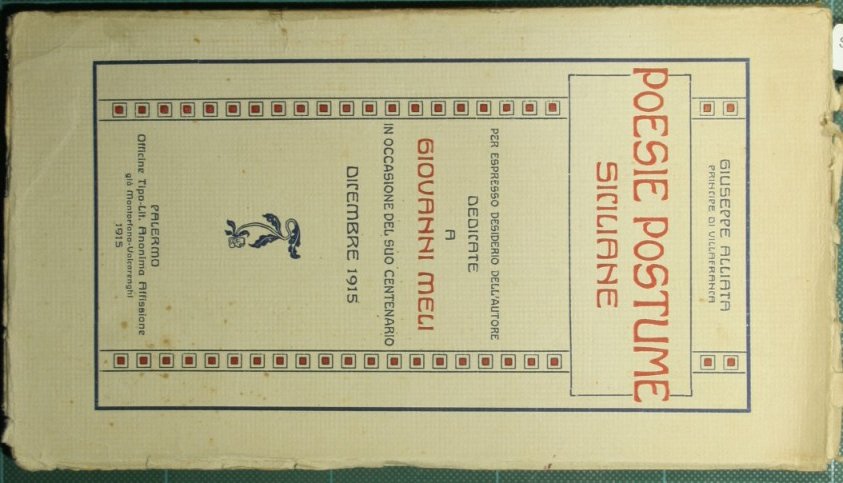 GIUSEPPE ALLIATA
PRINCIPE DI VILLAFRANCA
POESIE POSTUME
SICILIANE
PER ESPRESSO DESIDERIO DELL'AUTORE
DEDICATE
A
GIOVANNI MELI
IN OCCASIONE DEL SUO CENTENARIO
DICEMBRE 1915
PALERMO
Officine Tipo-Lit. Anonima Affissione
già Montorfano-Valcarenghi
1915